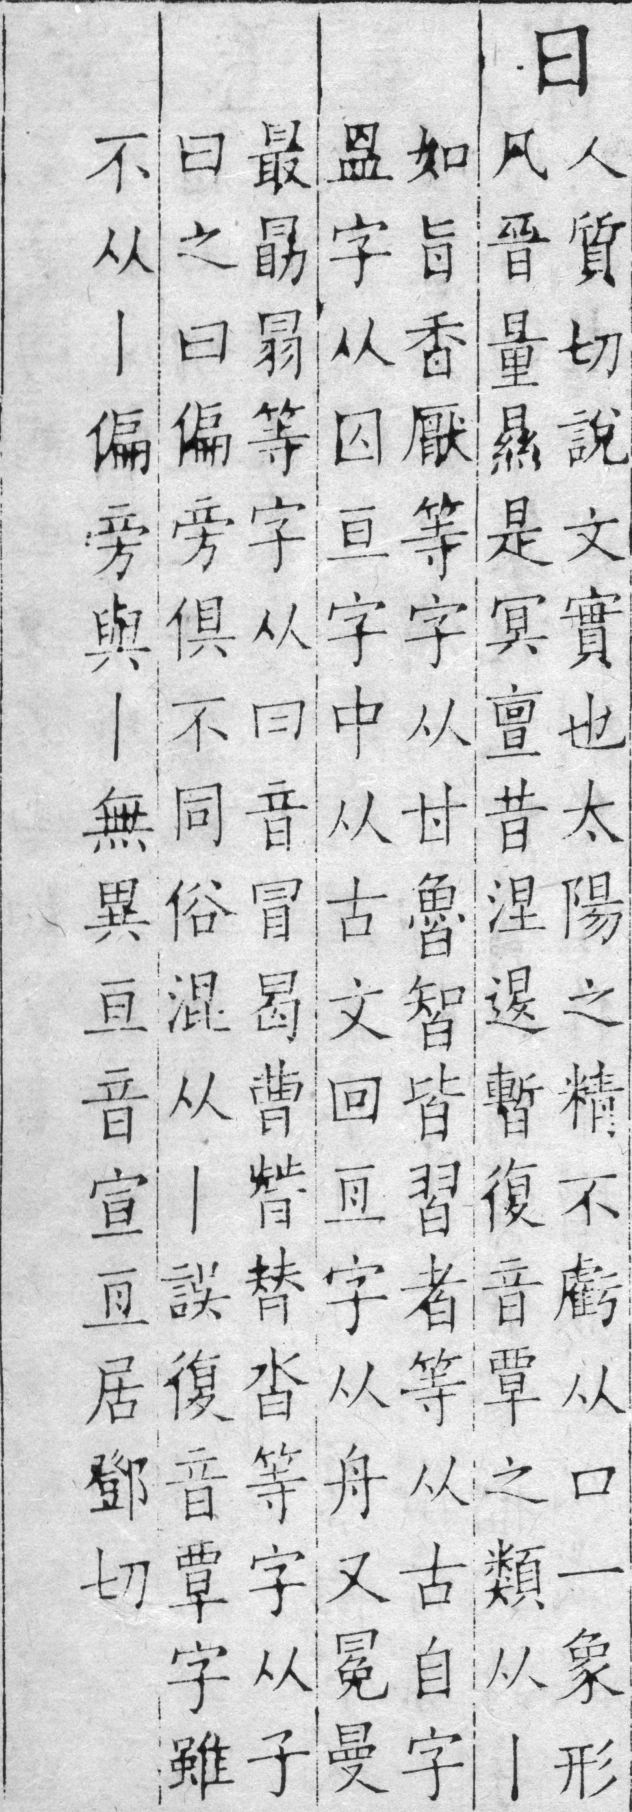 日
人質切說文實也太陽之精不虧从口一象形
凡晉量㬎是冥亶昔涅退暫復音覃之類从丨
如旨香厭等字从甘魯智皆習者等从古自字
昷字从囚亘字中从古文回𠄢字从舟又冕曼
最勗㬱等字从曰音冒曷曹朁替沓等字从子
曰之曰偏旁俱不同俗混从丨誤復音覃字雖
不从丨偏旁與丨無異亘音宣𠄢居鄧切